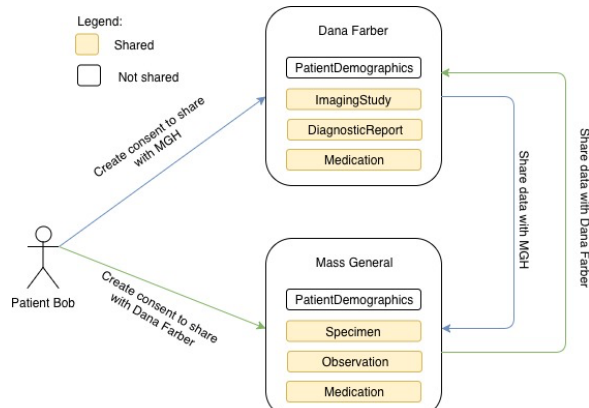 Legend:
Shared
Not shared
Dana Farber
PatientDemographics
ImagingStudy
DiagnosticReport
Medication
Create consent to share
with MGH
Share data with MGH
Share data with Dana Farber
Patient Bob
Create consent to share
with Dana Farber
Mass General
PatientDemographics
Specimen
Observation
Medication